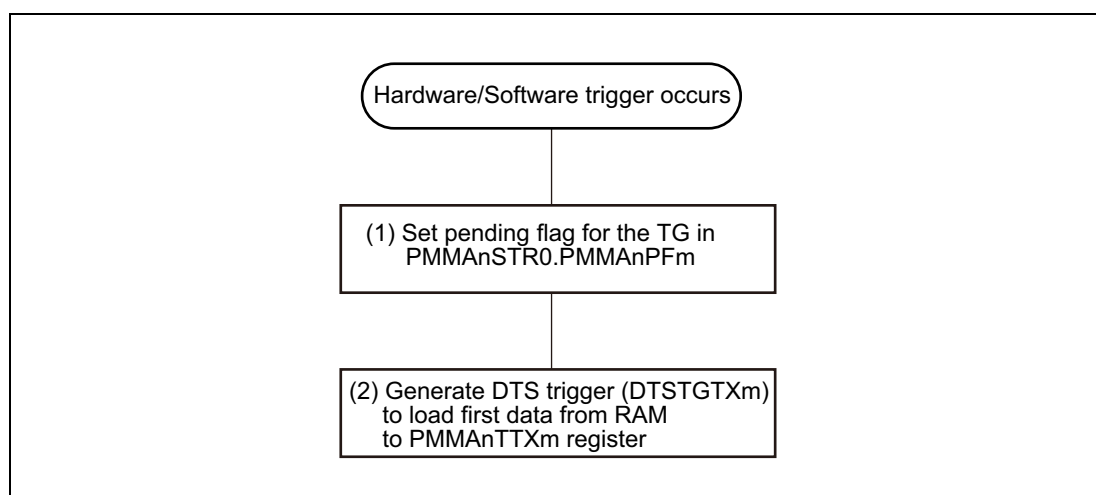 Hardware/Software trigger occurs
(1) Set pending flag for the TG in
PMMAnSTR0.PMMAnPFm
(2) Generate DTS trigger (DTSTGTXm)
to load first data from RAM
to PMMAnTTXm register